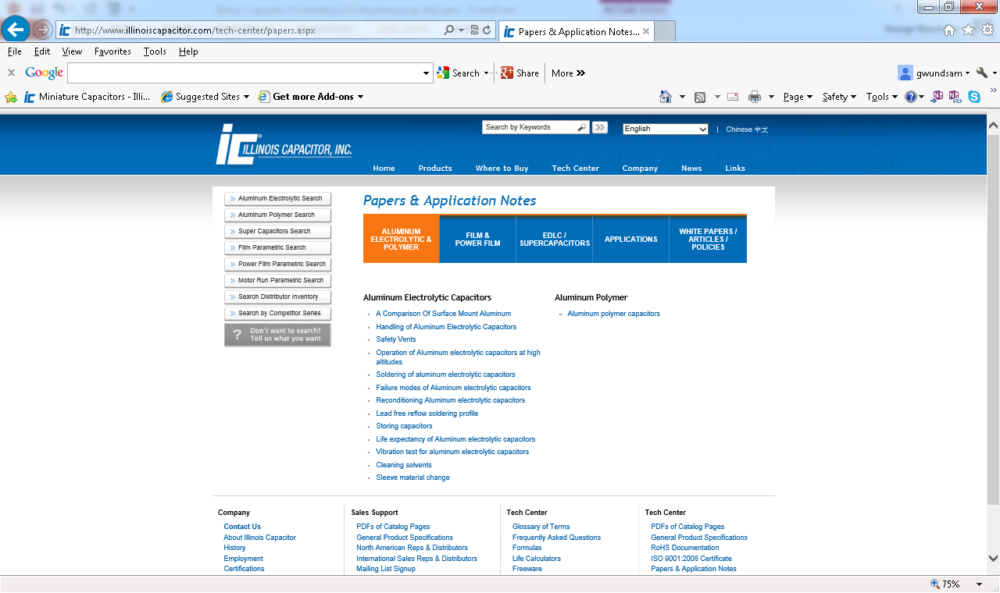 http://www.illinoiscapacitor.com/tech-center/papers.aspx
Papers & Application Notes...
File Edit View Favorites Tools Help
Google
Search
Share
More
gwundsam
Miniature Capacitors - Illi...
Suggested Sites
Get more Add-ons
Page
Safety
Tools
iC ILLINOIS CAPACITOR, INC.
Search by Keywords
English
| Chinese 中文
Home Products Where to Buy Tech Center Company News Links
Aluminum Electrolytic Search
Aluminum Polymer Search
Super Capacitors Search
Film Parametric Search
Power Film Parametric Search
Motor Run Parametric Search
Search Distributor Inventory
Search by Competitor Series
? Don't want to search?
Tell us what you want.
Papers & Application Notes
ALUMINUM
ELECTROLYTIC &
POLYMER
FILM &
POWER FILM
EDLC /
SUPERCAPACITORS
APPLICATIONS
WHITE PAPERS /
ARTICLES /
POLICIES
Aluminum Electrolytic Capacitors
A Comparison Of Surface Mount Aluminum
Handling of Aluminum Electrolytic Capacitors
Safety Vents
Operation of Aluminum electrolytic capacitors at high
altitudes
Soldering of aluminum electrolytic capacitors
Failure modes of Aluminum electrolytic capacitors
Reconditioning Aluminum electrolytic capacitors
Lead free reflow soldering profile
Storing capacitors
Life expectancy of Aluminum electrolytic capacitors
Vibration test for aluminum electrolytic capacitors
Cleaning solvents
Sleeve material change
Aluminum Polymer
Aluminum polymer capacitors
Company
Contact Us
About Illinois Capacitor
History
Employment
Certifications
Sales Support
PDFs of Catalog Pages
General Product Specifications
North American Reps & Distributors
International Sales Reps & Distributors
Mailing List Signup
Tech Center
Glossary of Terms
Frequently Asked Questions
Formulas
Life Calculators
Freeware
Tech Center
PDFs of Catalog Pages
General Product Specifications
RoHS Documentation
ISO 9001:2008 Certificate
Papers & Application Notes
75%